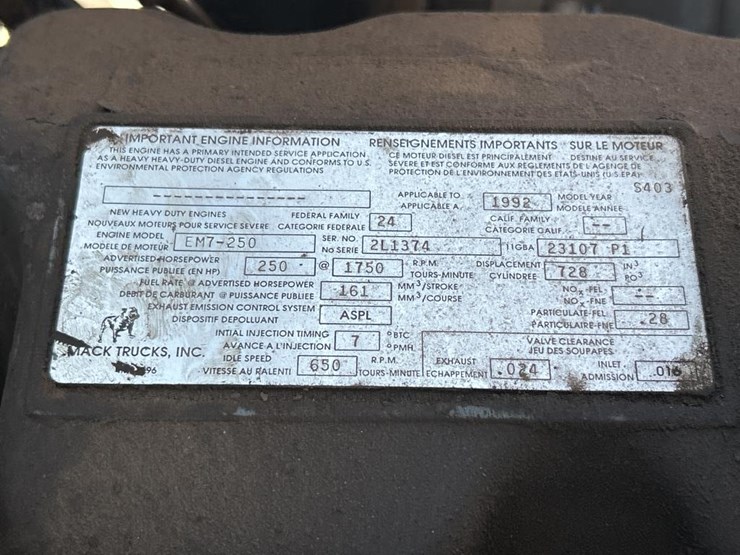 IMPORTANT ENGINE INFORMATION RENSEIGNEMENTS IMPORTANTS SUR LE MOTEUR
THIS ENGINE HAS A PRIMARY INTENDED SERVICE APPLICATION CE MOTEUR DIESEL EST PRINCIPALEMENT DESTINE AU SERVICE
AS A HEAVY HEAVY-DUTY DIESEL ENGINE AND CONFORMS TO U.S. SEVERE ET EST CONFORME AUX REGLEMENTS DE L'AGENCE DE
ENVIRONMENTAL PROTECTION AGENCY REGULATIONS PROTECTION DE L'ENVIRONNEMENT DES ETATS-UNIS (U.S. EPA)
S403
---------------- APPLICABLE TO 1992 MODEL YEAR
APPLICABLE A MODELE ANNEE
NEW HEAVY DUTY ENGINES FEDERAL FAMILY 24 CALIF. FAMILY --
NOUVEAUX MOTEURS POUR SERVICE SEVERE CATEGORIE FEDERALE CATEGORIE CALIF.
ENGINE MODEL EM7-250 SER. NO. 2L1374 11GBA 23107 P1
MODELE DE MOTEUR No SERIE
ADVERTISED HORSEPOWER 250 @ 1750 R.P.M. DISPLACEMENT 728 IN³
PUISSANCE PUBLIEE (EN HP) TOURS-MINUTE CYLINDREE PO³
FUEL RATE @ ADVERTISED HORSEPOWER 161 MM³/STROKE NOx-FEL --
DEBIT DE CARBURANT @ PUISSANCE PUBLIEE MM³/COURSE NOx-FNE
EXHAUST EMISSION CONTROL SYSTEM ASPL PARTICULATE-FEL .28
DISPOSITIF DEPOLLUANT PARTICULAIRE-FNE
INTIAL INJECTION TIMING 7 °BTC VALVE CLEARANCE
AVANCE A L'INJECTION °PMH JEU DES SOUPAPES
MACK TRUCKS, INC. IDLE SPEED 650 R.P.M. EXHAUST .024 INLET .016
VITESSE AU RALENTI TOURS-MINUTE ECHAPPEMENT ADMISSION